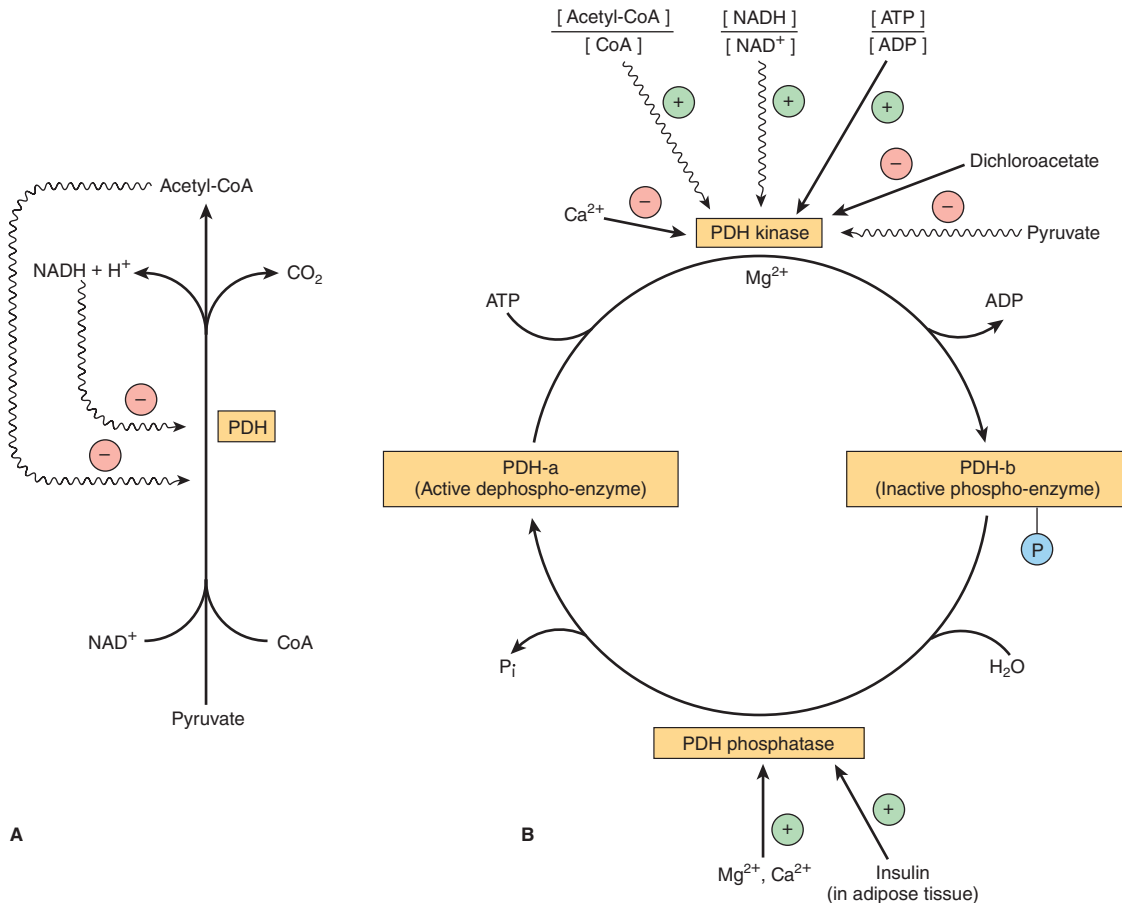 Acetyl-CoA
NADH + H⁺
CO₂
−
−
PDH
NAD⁺
CoA
Pyruvate
A
[ Acetyl-CoA ]
[ CoA ]
[ NADH ]
[ NAD⁺ ]
[ ATP ]
[ ADP ]
+
+
+
−
Dichloroacetate
−
Pyruvate
Ca²⁺
−
PDH kinase
Mg²⁺
ATP
ADP
PDH-a
(Active dephospho-enzyme)
PDH-b
(Inactive phospho-enzyme)
P
Pi
H₂O
PDH phosphatase
+
+
Mg²⁺, Ca²⁺
Insulin
(in adipose tissue)
B